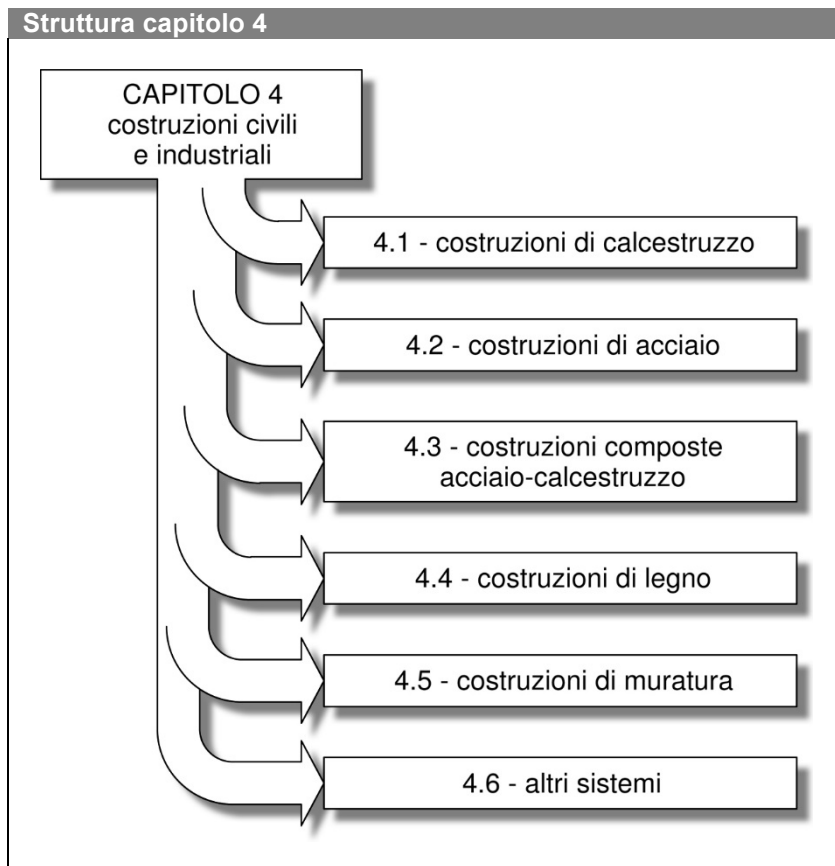 Struttura capitolo 4
CAPITOLO 4
costruzioni civili
e industriali
4.1 - costruzioni di calcestruzzo
4.2 - costruzioni di acciaio
4.3 - costruzioni composte
acciaio-calcestruzzo
4.4 - costruzioni di legno
4.5 - costruzioni di muratura
4.6 - altri sistemi